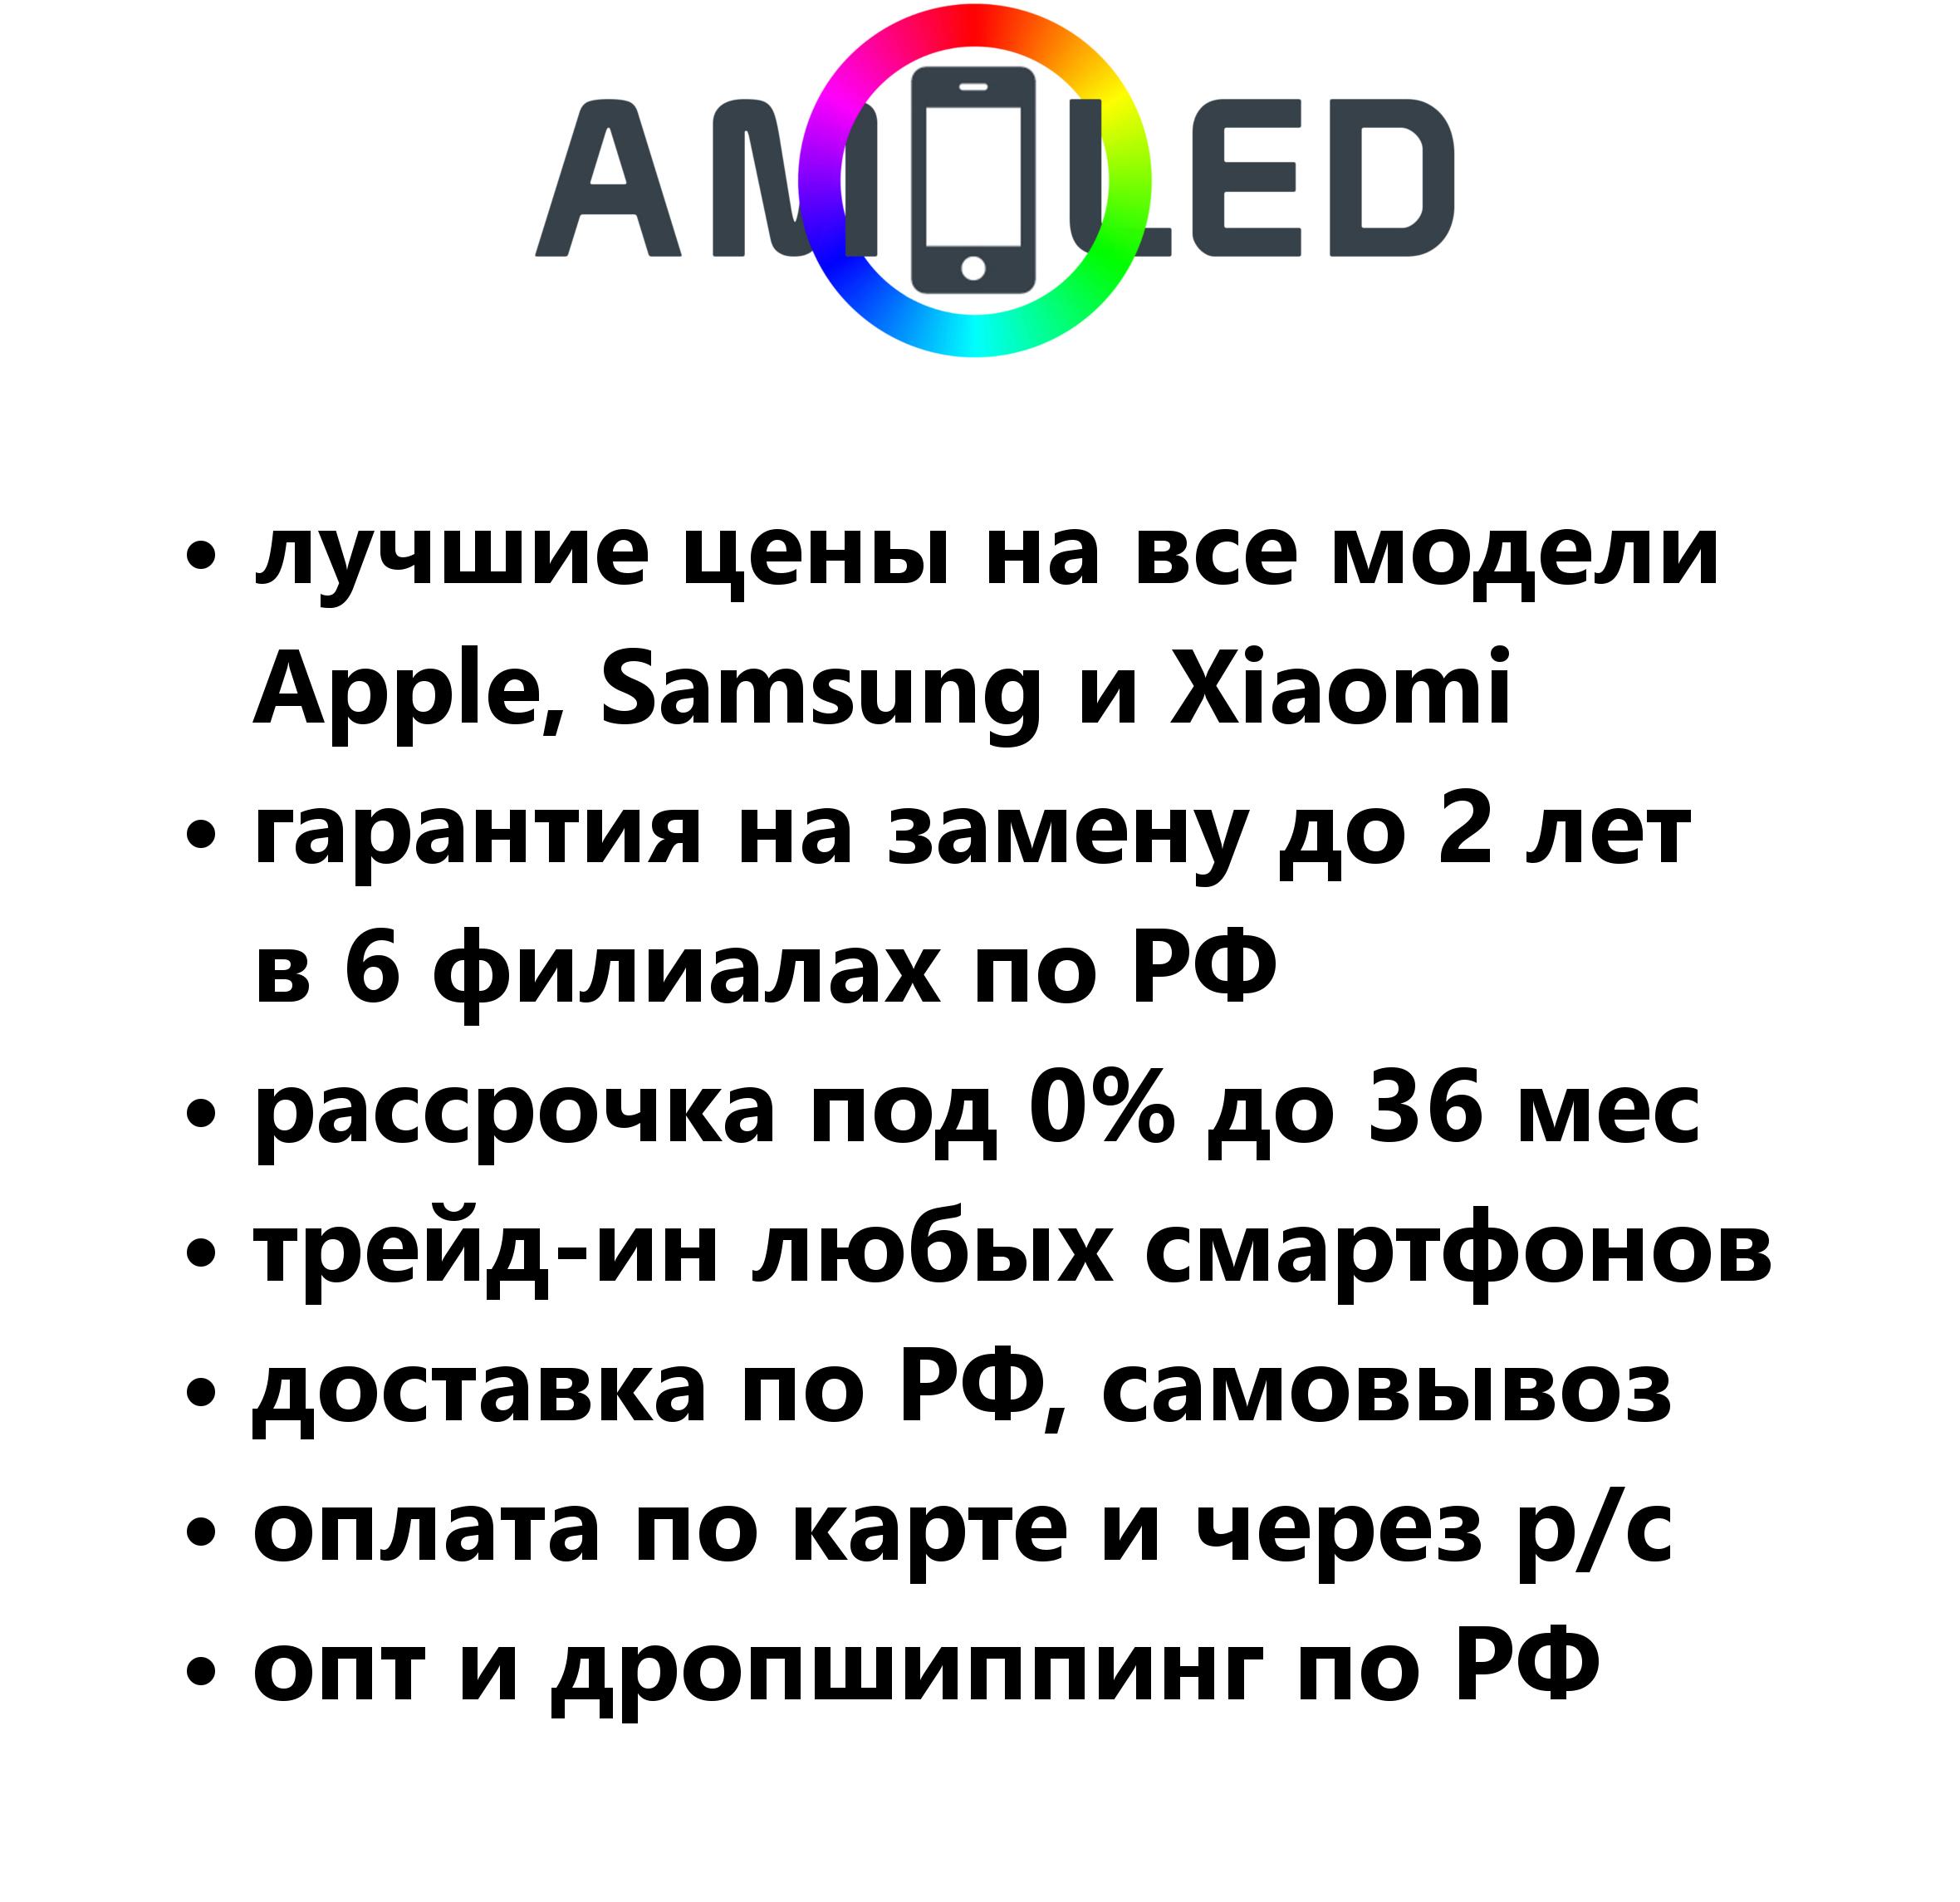 AMOLED
• лучшие цены на все модели
Apple, Samsung и Xiaomi
• гарантия на замену до 2 лет
в 6 филиалах по РФ
• рассрочка под 0% до 36 мес
• трейд-ин любых смартфонов
• доставка по РФ, самовывоз
• оплата по карте и через р/с
• опт и дропшиппинг по РФ